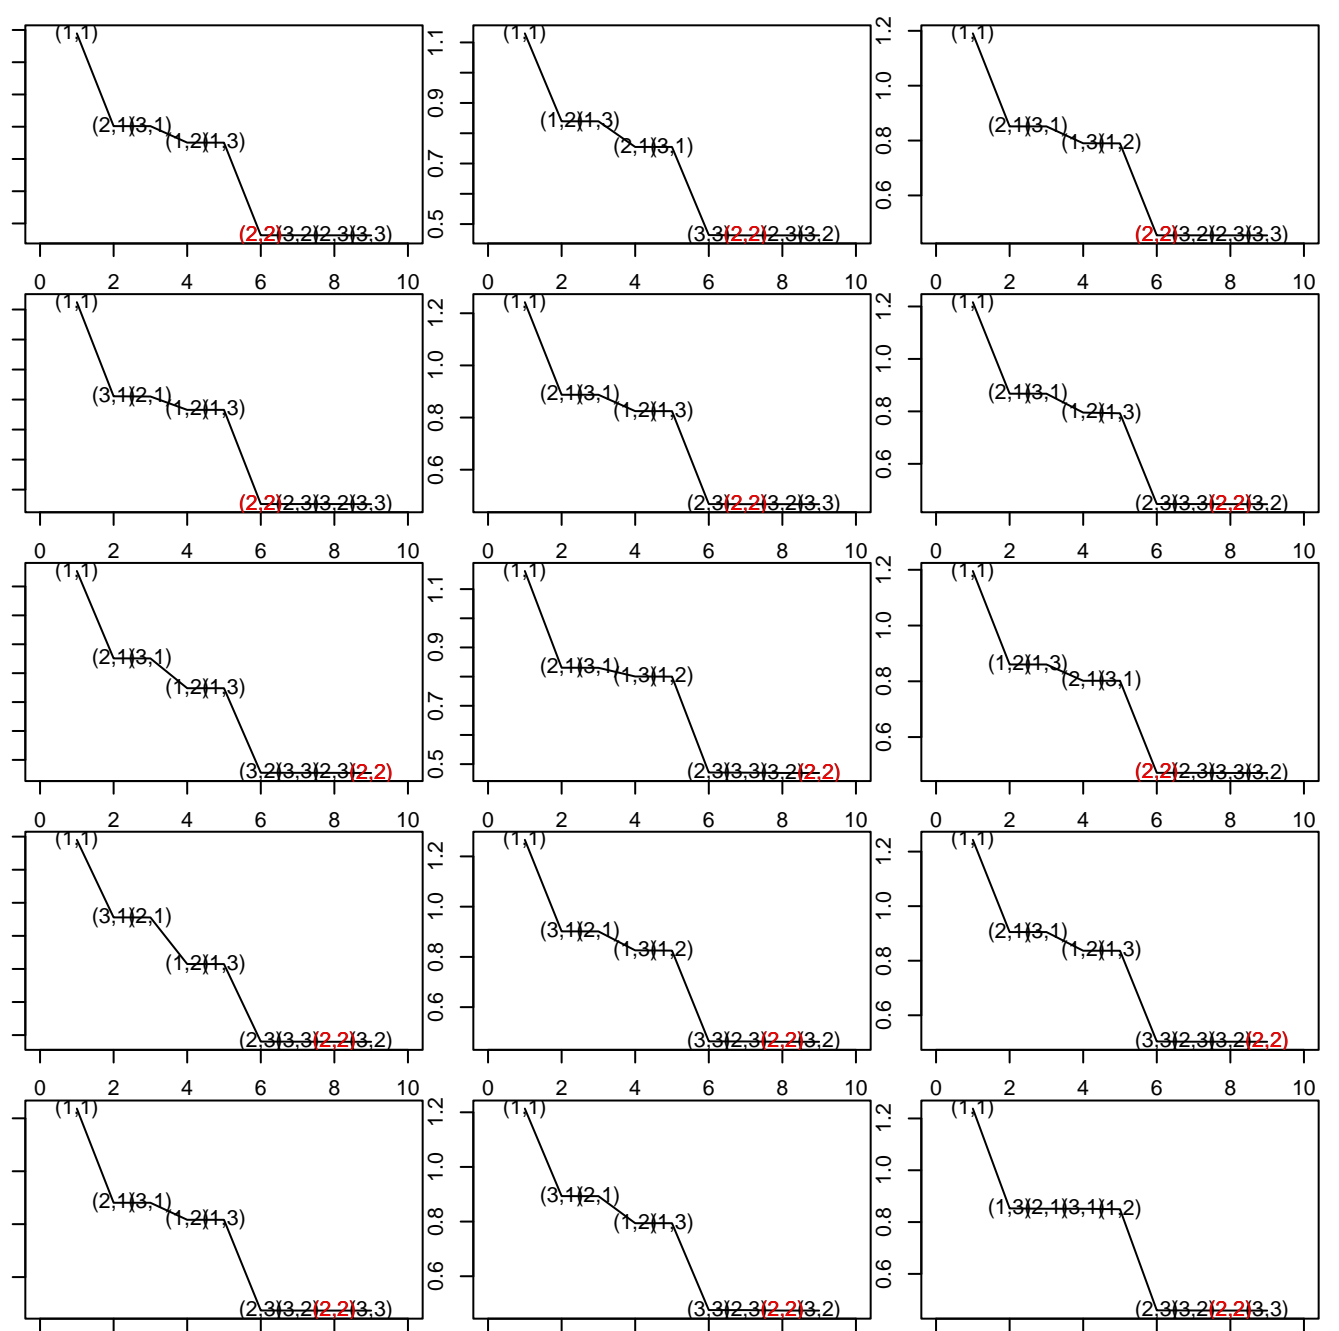 (1,1) (1,1) (1,1)
1.1 1.2
(2,1)(3,1) (1,2)(1,3) (2,1)(3,1)
0.9 1.0
(1,2)(1,3) (2,1)(3,1) (1,3)(1,2)
0.7 0.8
0.5 0.6
(2,2)(3,2)(2,3)(3,3) (3,3)(2,2)(2,3)(3,2) (2,2)(3,2)(2,3)(3,3)
0 2 4 6 8 10 0 2 4 6 8 10 0 2 4 6 8 10
(1,1) (1,1) (1,1)
1.2 1.2
(3,1)(2,1) (2,1)(3,1) (2,1)(3,1)
1.0 1.0
(1,2)(1,3) (1,2)(1,3) (1,2)(1,3)
0.8 0.8
0.6 0.6
(2,2)(2,3)(3,2)(3,3) (2,3)(2,2)(3,2)(3,3) (2,3)(3,3)(2,2)(3,2)
0 2 4 6 8 10 0 2 4 6 8 10 0 2 4 6 8 10
(1,1) (1,1) (1,1)
1.1 1.2
(2,1)(3,1) (2,1)(3,1) (1,2)(1,3)
0.9 1.0
(1,2)(1,3) (1,3)(1,2) (2,1)(3,1)
0.7 0.8
0.5 0.6
(3,2)(3,3)(2,3)(2,2) (2,3)(3,3)(3,2)(2,2) (2,2)(2,3)(3,3)(3,2)
0 2 4 6 8 10 0 2 4 6 8 10 0 2 4 6 8 10
(1,1) (1,1) (1,1)
1.2 1.2
(3,1)(2,1) (3,1)(2,1) (2,1)(3,1)
1.0 1.0
(1,2)(1,3) (1,3)(1,2) (1,2)(1,3)
0.8 0.8
0.6 0.6
(2,3)(3,3)(2,2)(3,2) (3,3)(2,3)(2,2)(3,2) (3,3)(2,3)(3,2)(2,2)
0 2 4 6 8 10 0 2 4 6 8 10 0 2 4 6 8 10
(1,1) (1,1) (1,1)
1.2 1.2
(2,1)(3,1) (3,1)(2,1) (1,3)(2,1)(3,1)(1,2)
1.0 1.0
(1,2)(1,3) (1,2)(1,3)
0.8 0.8
0.6 0.6
(2,3)(3,2)(2,2)(3,3) (3,3)(2,3)(2,2)(3,2) (2,3)(3,2)(2,2)(3,3)